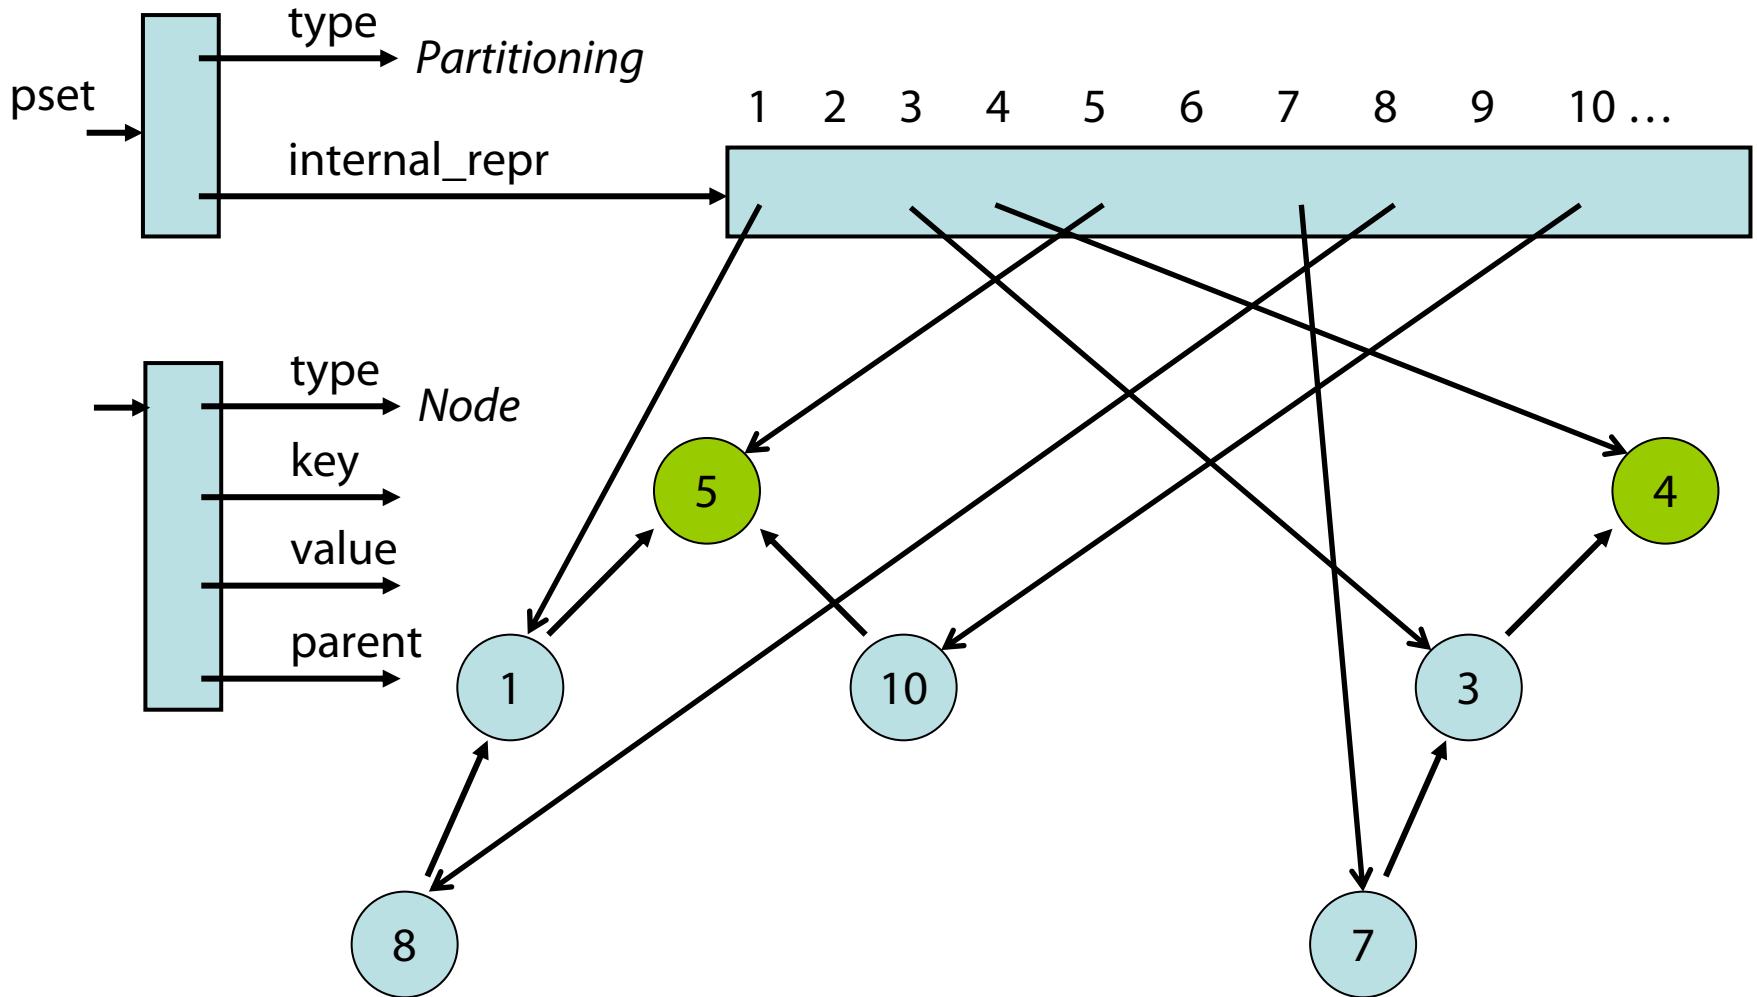 type
Partitioning
pset
1 2 3 4 5 6 7 8 9 10 ...
internal_repr
type
Node
key
5
4
value
parent
1
10
3
8
7